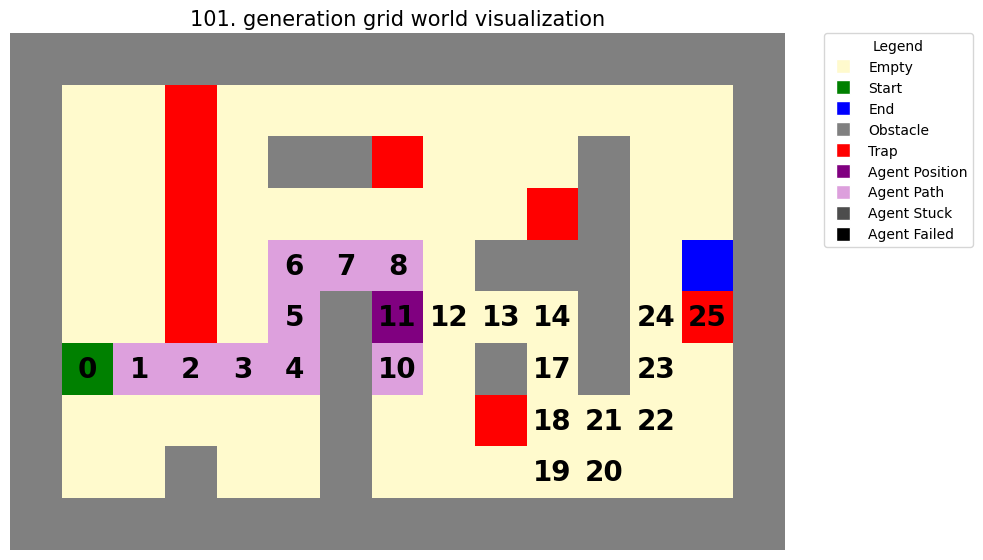 101. generation grid world visualization
Legend
Empty
Start
End
Obstacle
Trap
Agent Position
Agent Path
Agent Stuck
Agent Failed
6 7 8
5 11 12 13 14 24 25
0 1 2 3 4 10 17 23
18 21 22
19 20